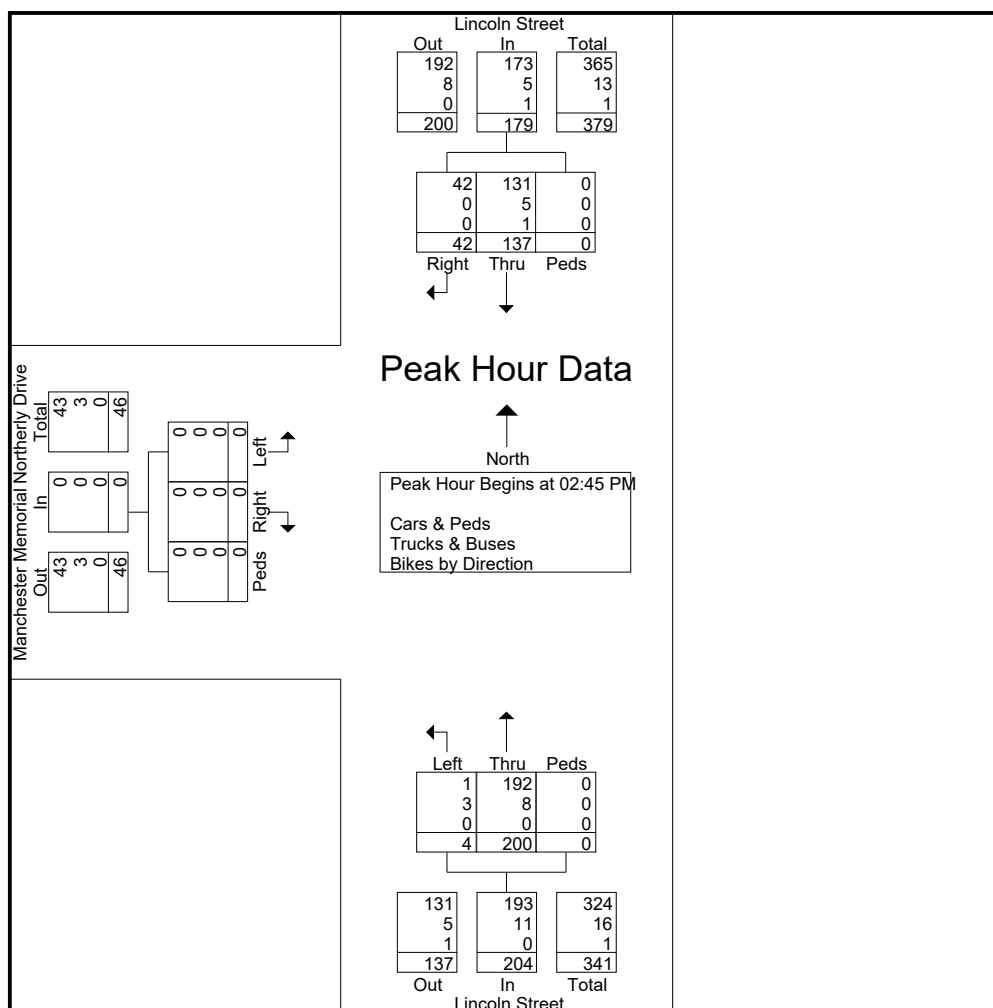 Lincoln Street
Out In Total
192 173 365
8 5 13
0 1 1
200 179 379
42 131 0
0 5 0
0 1 0
42 137 0
Right Thru Peds
Peak Hour Data
North
Peak Hour Begins at 02:45 PM
Cars & Peds
Trucks & Buses
Bikes by Direction
Manchester Memorial Northerly Drive
Out In Total
43 0 43
3 0 3
0 0 0
46 0 46
0 0 0
0 0 0
0 0 0
0 0 0
Peds Right Left
Left Thru Peds
1 192 0
3 8 0
0 0 0
4 200 0
131 193 324
5 11 16
1 0 1
137 204 341
Out In Total
Lincoln Street